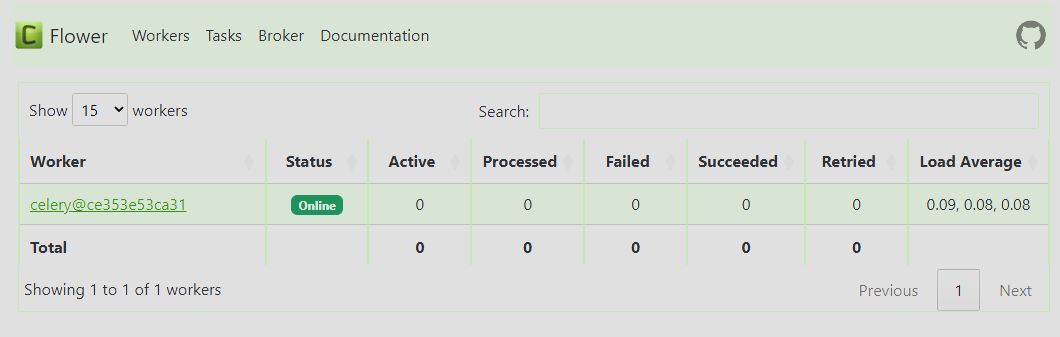 C Flower Workers Tasks Broker Documentation
Show 15 workers Search:
Worker Status Active Processed Failed Succeeded Retried Load Average
celery@ce353e53ca31 Online 0 0 0 0 0 0.09, 0.08, 0.08
Total 0 0 0 0 0
Showing 1 to 1 of 1 workers Previous 1 Next